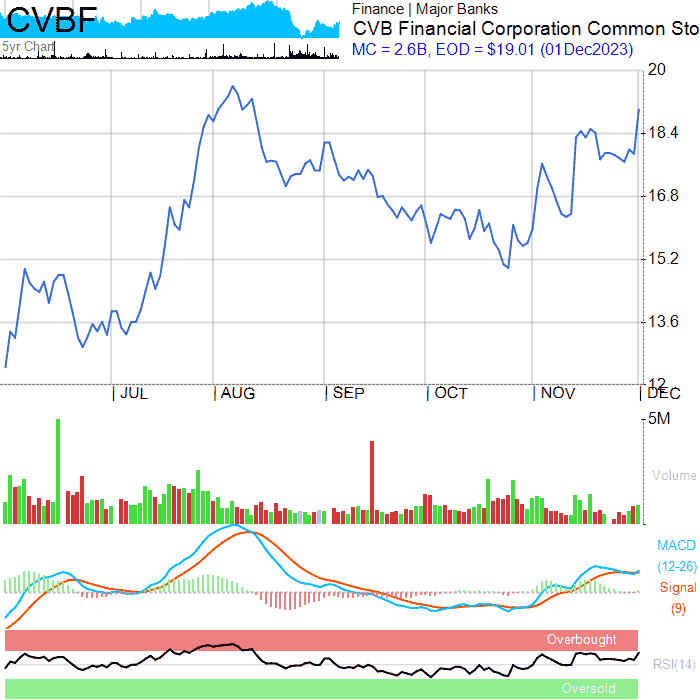 CVBF
5yr Chart
Finance | Major Banks
CVB Financial Corporation Common Sto
MC = 2.6B, EOD = $19.01 (01Dec2023)
20
18.4
16.8
15.2
13.6
12
JUL
AUG
SEP
OCT
NOV
DEC
5M
Volume
MACD
(12-26)
Signal
(9)
Overbought
RSI(14)
Oversold